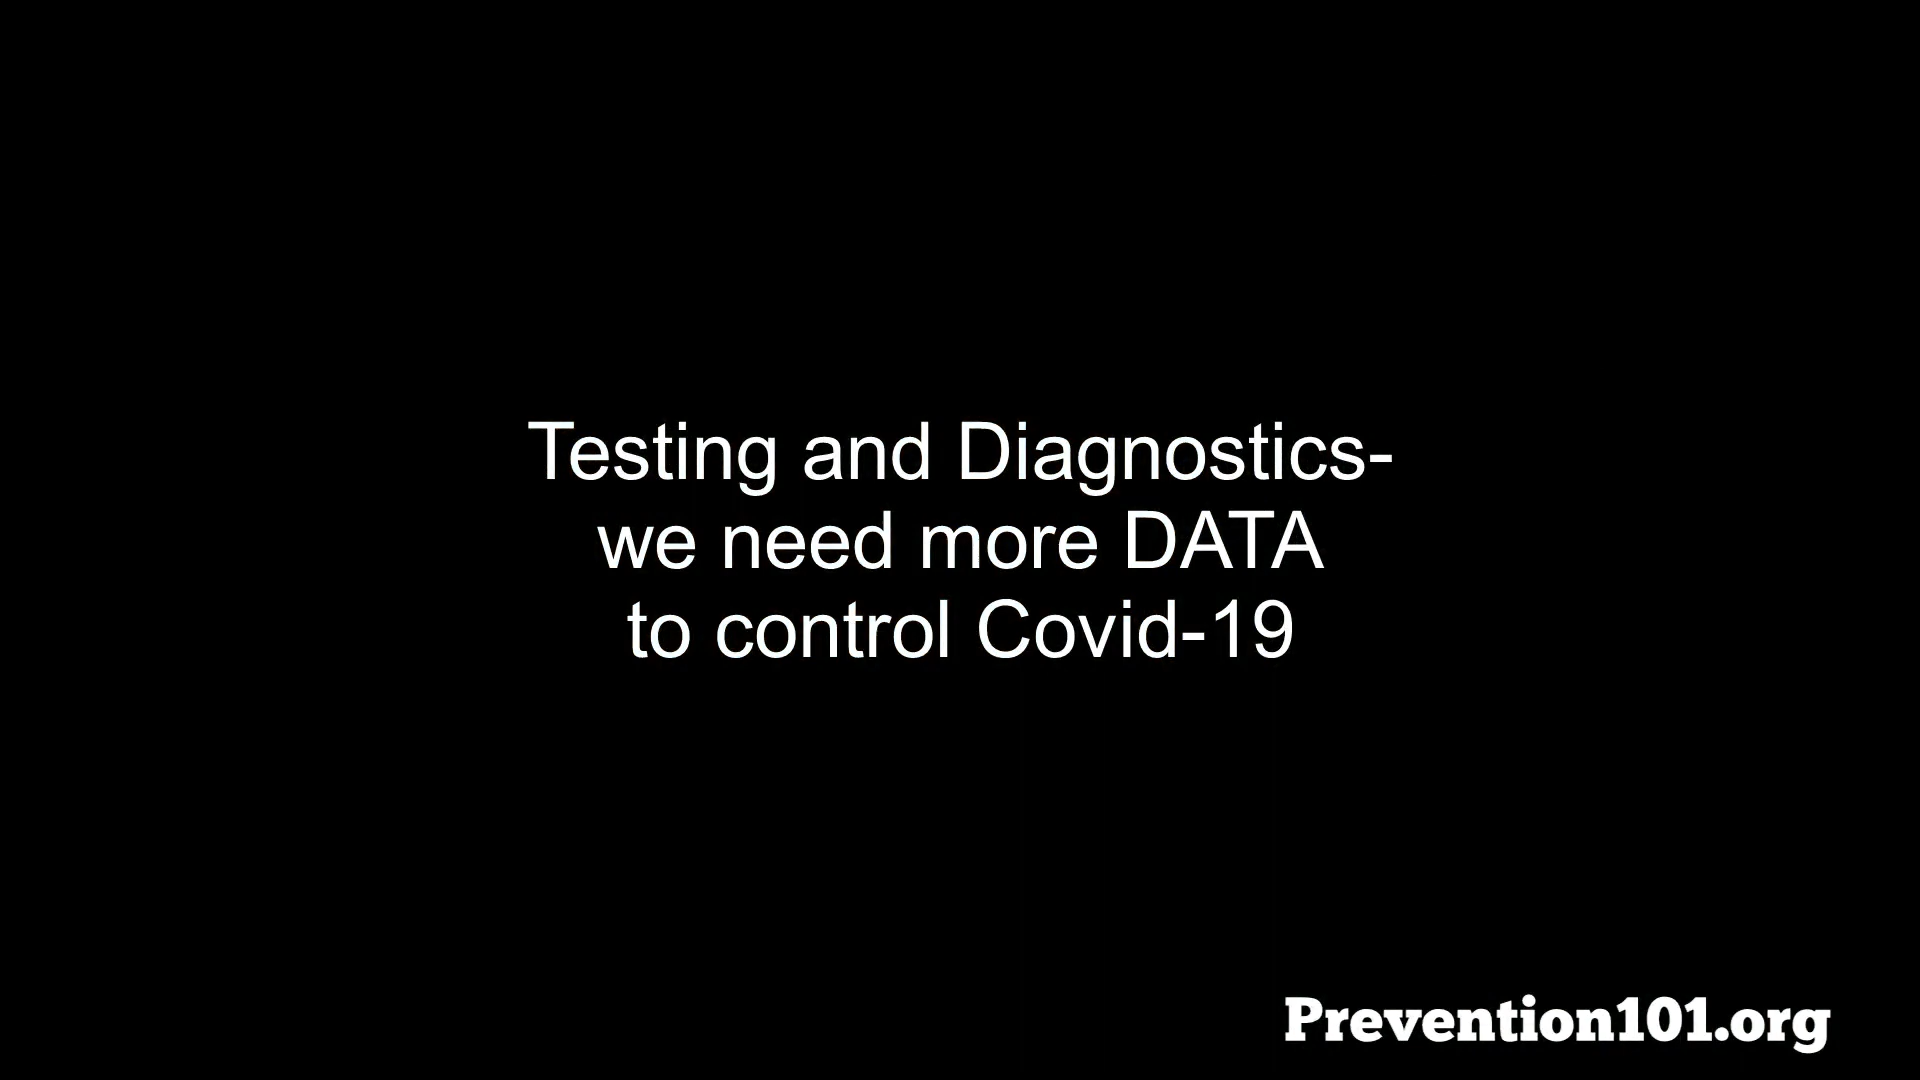 Testing and Diagnostics-
we need more DATA
to control Covid-19
Prevention101.org